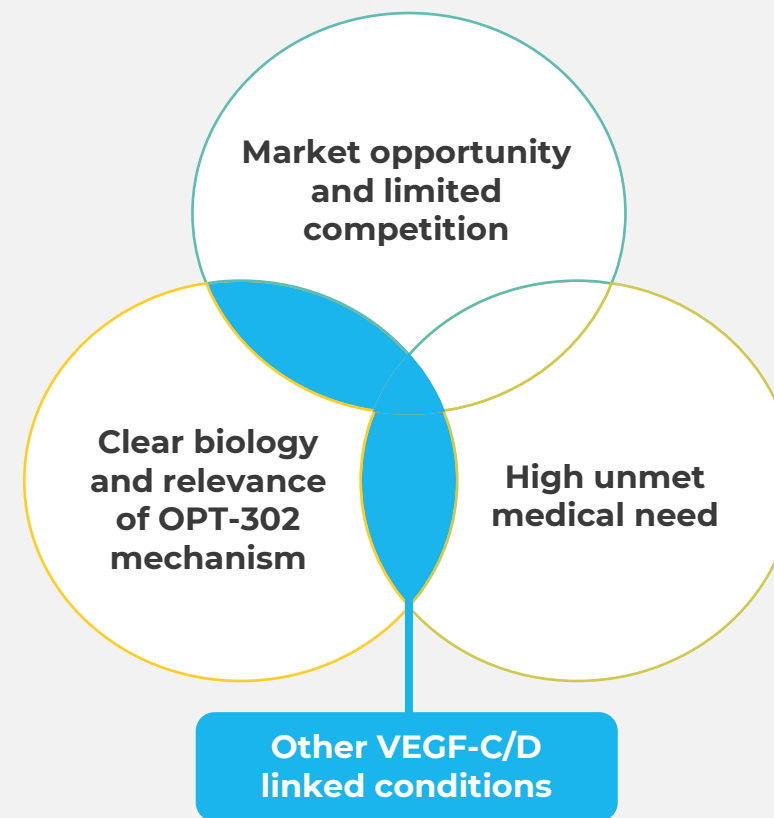 Market opportunity
and limited
competition
Clear biology
and relevance
of OPT-302
mechanism
High unmet
medical need
Other VEGF-C/D
linked conditions